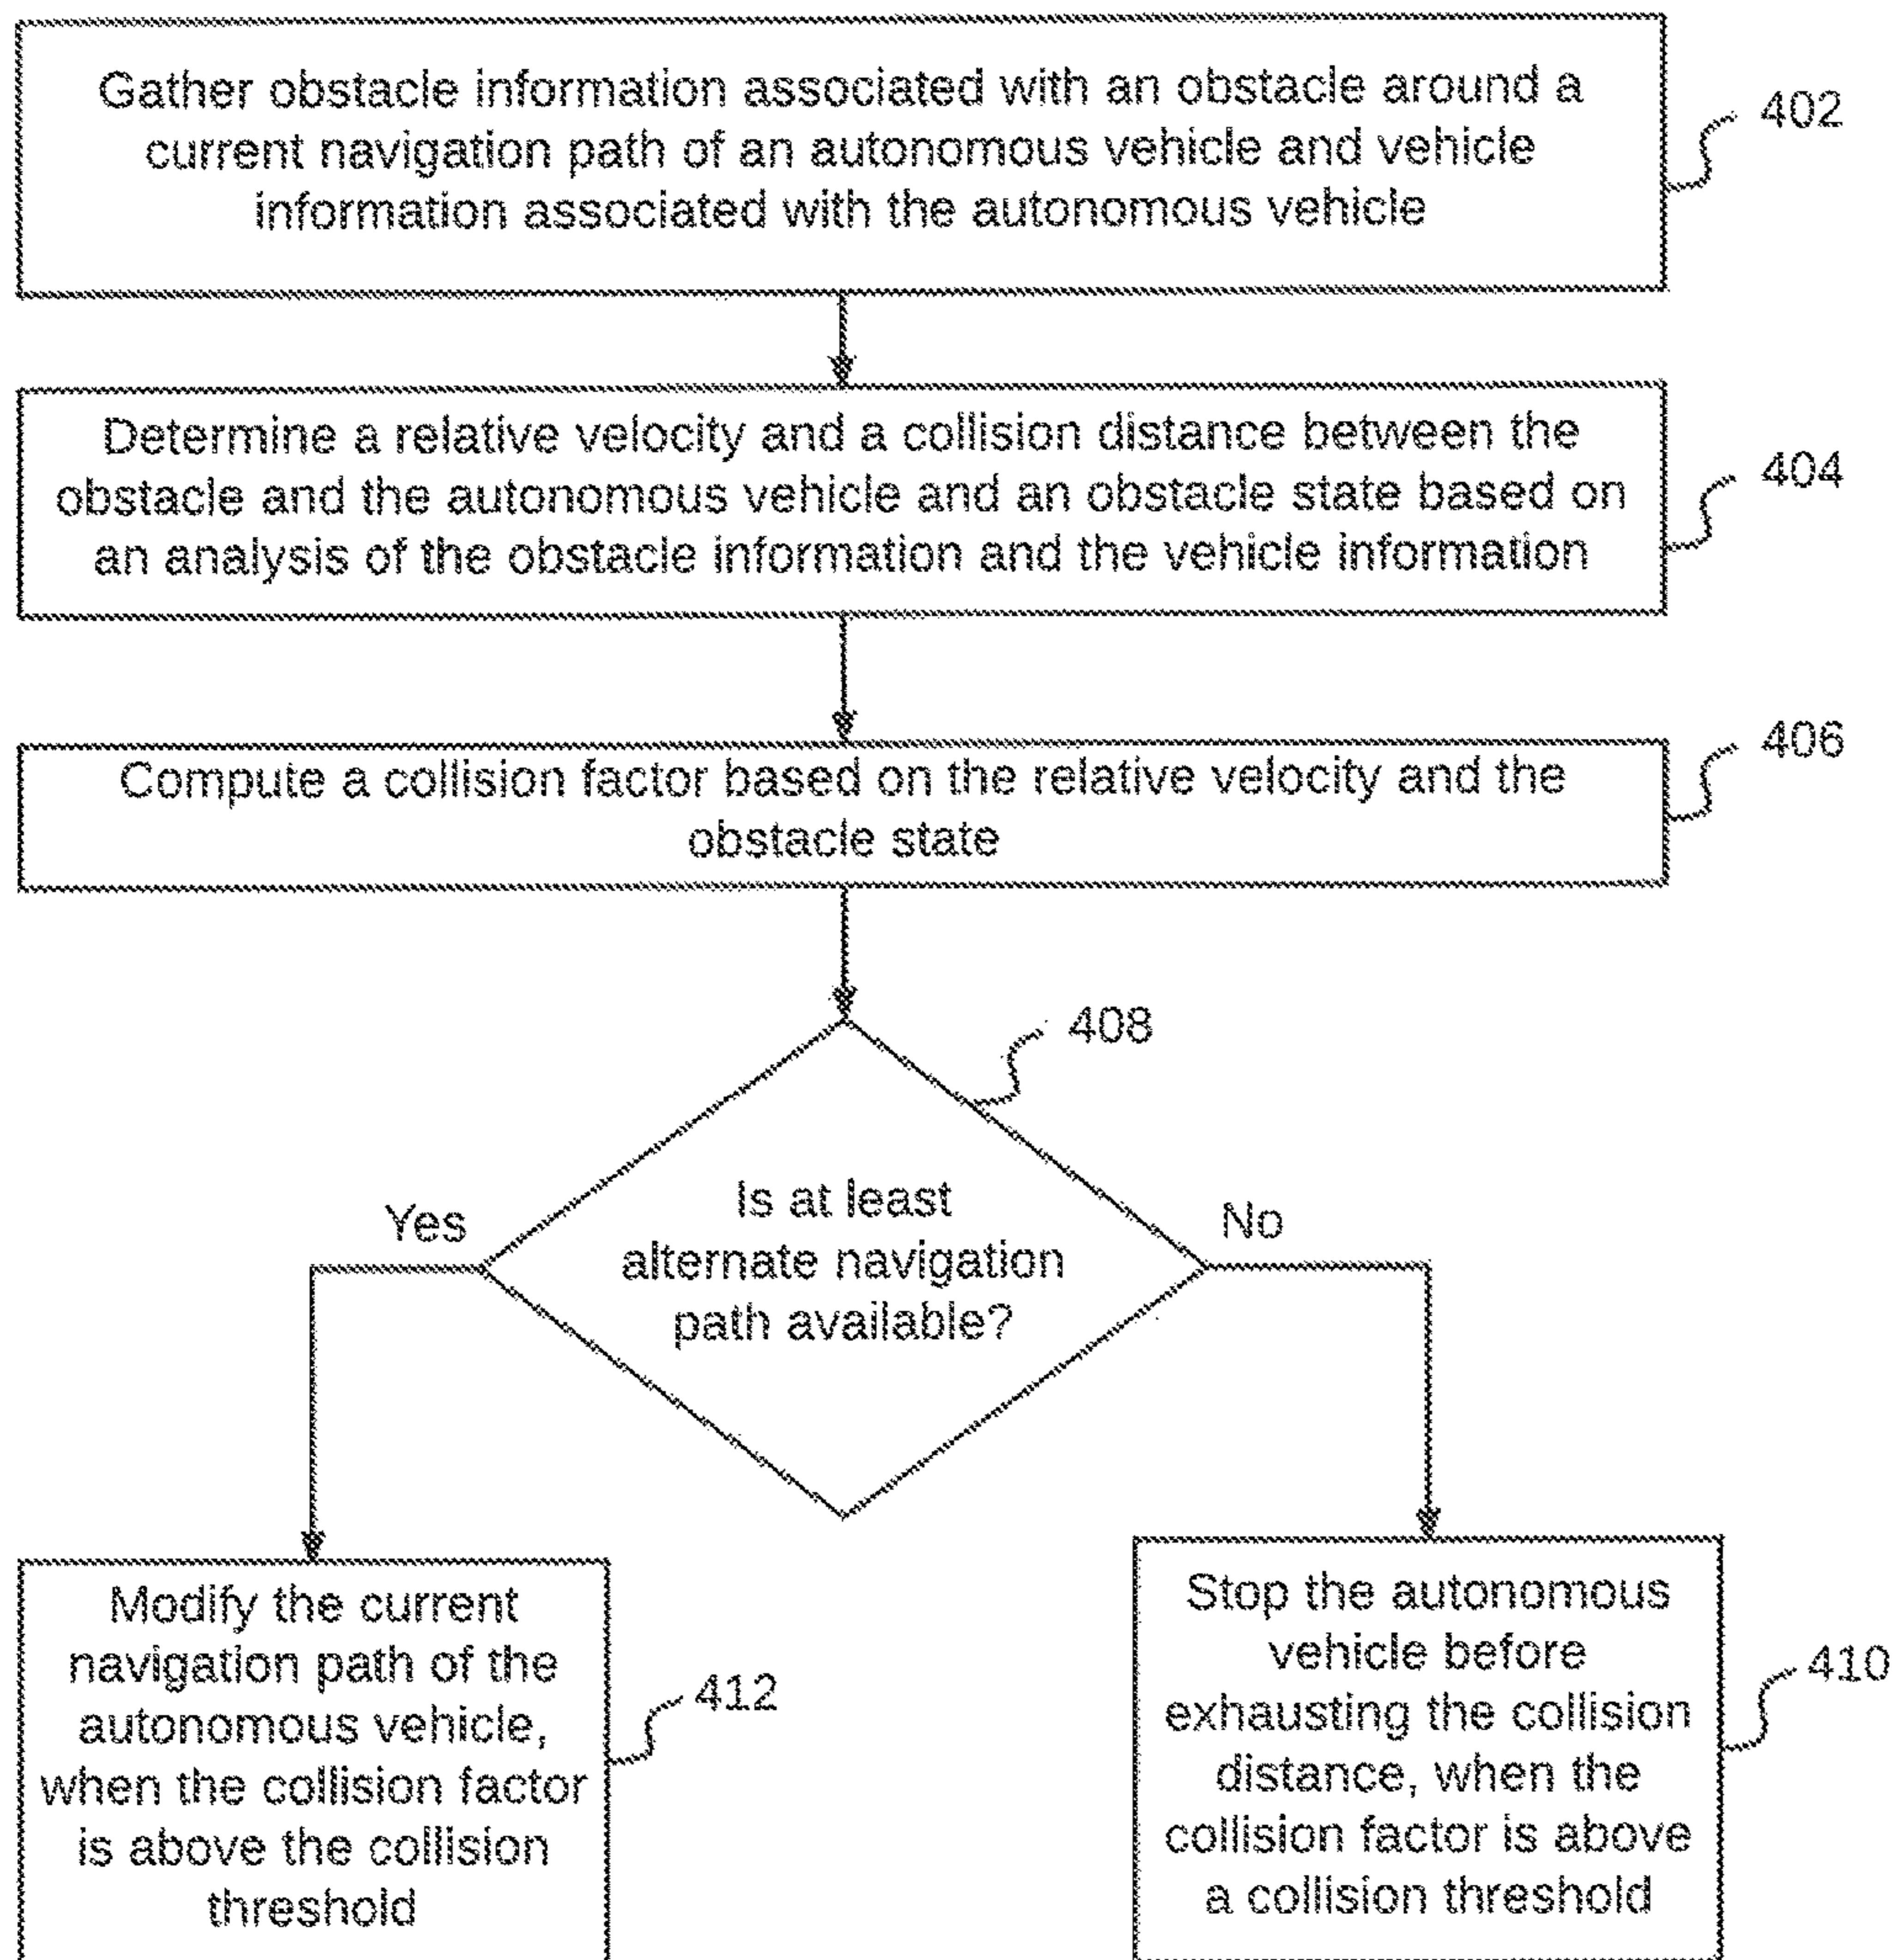 Gather obstacle information associated with an obstacle around a
current navigation path of an autonomous vehicle and vehicle
information associated with the autonomous vehicle
402
Determine a relative velocity and a collision distance between the
obstacle and the autonomous vehicle and an obstacle state based on
an analysis of the obstacle information and the vehicle information
404
Compute a collision factor based on the relative velocity and the
obstacle state
406
408
Is at least
alternate navigation
path available?
Yes
No
Modify the current
navigation path of the
autonomous vehicle,
when the collision factor
is above the collision
threshold
412
Stop the autonomous
vehicle before
exhausting the collision
distance, when the
collision factor is above
a collision threshold
410